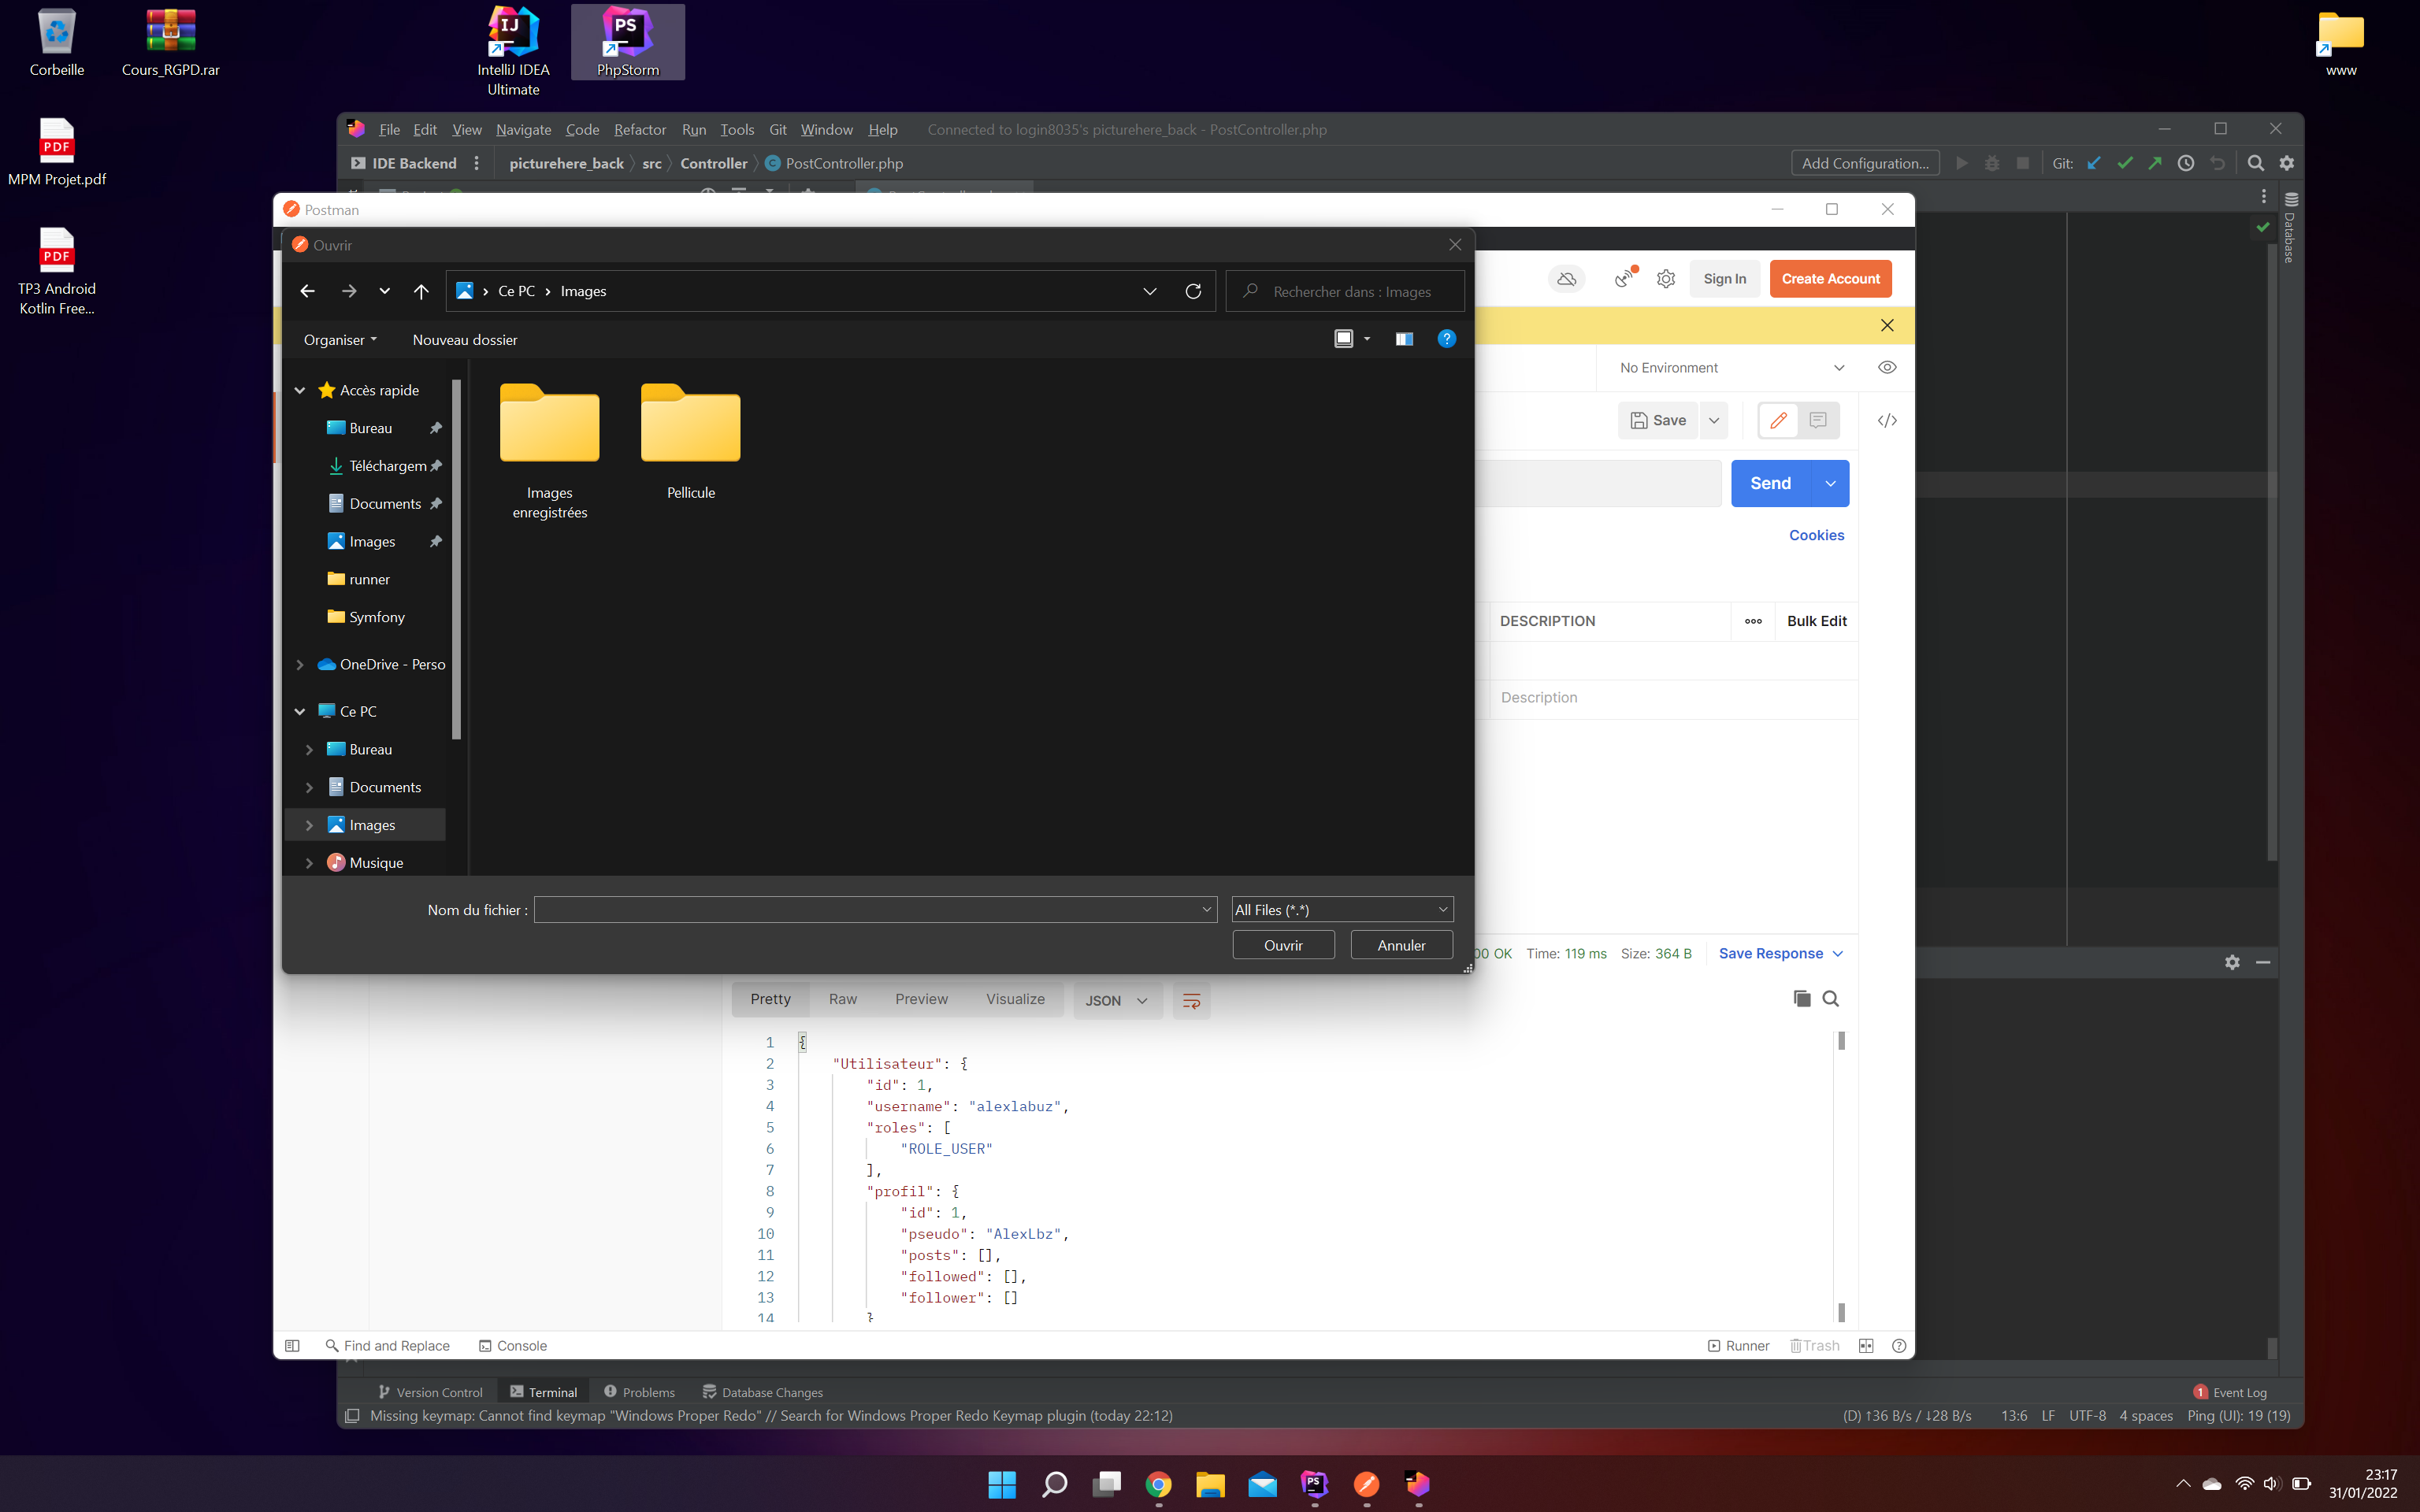 Corbeille
Cours_RGPD.rar
IntelliJ IDEA
Ultimate
PhpStorm
www
MPM Projet.pdf
TP3 Android
Kotlin Free...
File Edit View Navigate Code Refactor Run Tools Git Window Help Connected to login8035's picturehere_back - PostController.php
IDE Backend picturehere_back src Controller PostController.php Add Configuration... Git:
Database
Postman
Ouvrir
Ce PC Images
Rechercher dans : Images
Sign In Create Account
Organiser Nouveau dossier
No Environment
Accès rapide
Bureau
Téléchargem
Documents
Images
runner
Symfony
OneDrive - Perso
Ce PC
Bureau
Documents
Images
Musique
Images
enregistrées
Pellicule
Save
Send
Cookies
DESCRIPTION
Bulk Edit
Description
Nom du fichier :
All Files (*.*)
Ouvrir Annuler
00 OK Time: 119 ms Size: 364 B Save Response
Pretty Raw Preview Visualize JSON
1 {
2 "Utilisateur": {
3 "id": 1,
4 "username": "alexlabuz",
5 "roles": [
6 "ROLE_USER"
7 ],
8 "profil": {
9 "id": 1,
10 "pseudo": "AlexLbz",
11 "posts": [],
12 "followed": [],
13 "follower": []
14 }
Find and Replace Console Runner Trash
Version Control Terminal Problems Database Changes 1 Event Log
Missing keymap: Cannot find keymap "Windows Proper Redo" // Search for Windows Proper Redo Keymap plugin (today 22:12) (D) ↑36 B/s / ↓28 B/s 13:6 LF UTF-8 4 spaces Ping (UI): 19 (19)
23:17
31/01/2022